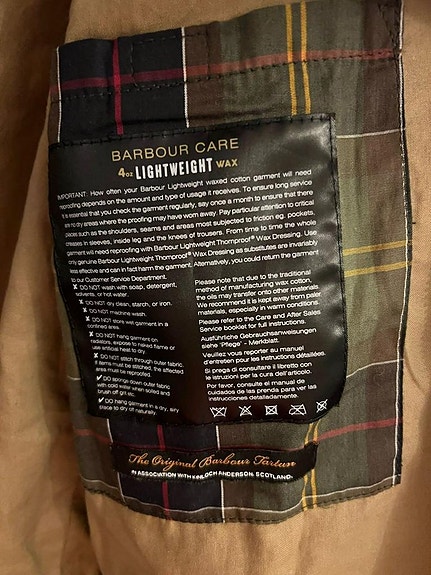 BARBOUR CARE
4oz LIGHTWEIGHT WAX
IMPORTANT: How often your Barbour Lightweight waxed cotton garment will need
reproofing depends on the amount and type of usage it receives. To ensure long service
it is essential that you check the garment regularly, say once a month to ensure that there
are no dry areas where the proofing may have worn away. Pay particular attention to critical
places such as the shoulders, seams and areas most subjected to friction eg. pockets,
creases in sleeves, inside leg and the knees of trousers. From time to time the whole
garment will need reproofing with Barbour Lightweight Thornproof® Wax Dressing. Use
only genuine Barbour Lightweight Thornproof® Wax Dressing as substitutes are invariably
less effective and can in fact harm the garment. Alternatively, you could return the garment
to our Customer Service Department.
✘ DO NOT wash with soap, detergent,
solvents, or hot water.
✘ DO NOT dry clean, starch, or iron.
✘ DO NOT machine wash.
✘ DO NOT store wet garment in a
confined area.
✘ DO NOT hang garment on
radiators, expose to naked flame or
use artificial heat to dry.
✘ DO NOT stitch through outer fabric.
If items must be stitched, the affected
area must be reproofed.
✔ DO sponge down outer fabric
with cold water when soiled and
brush off grit etc.
✔ DO hang garment in a dry, airy
place to dry off naturally.
Please note that due to the traditional
method of manufacturing wax cotton,
the oils may transfer onto other materials.
We recommend it is kept away from paler
materials, especially in warm conditions.
Please refer to the Care and After Sales
Service booklet for full instructions.
Ausführliche Gebrauchsanweisungen
siehe "Pflege" - Merkblatt.
Veuillez vous reporter au manuel
d'entretien pour les instructions détaillées.
Si prega di consultare il libretto con
le istruzioni per la cura dell'articolo.
Por favor, consulte el manual de
cuidados de la prenda para ver las
instrucciones detalladamente.
The Original Barbour Tartan
IN ASSOCIATION WITH KINLOCH ANDERSON, SCOTLAND.